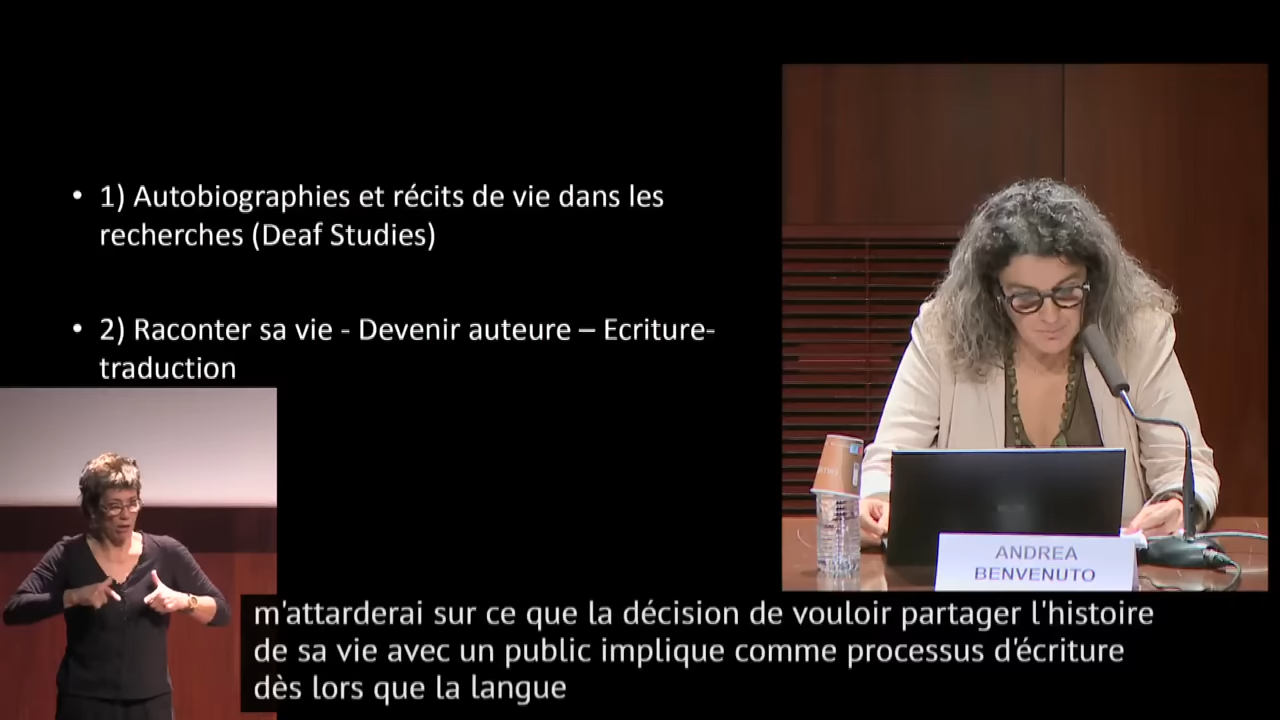 • 1) Autobiographies et récits de vie dans les
recherches (Deaf Studies)
• 2) Raconter sa vie - Devenir auteure – Ecriture-
traduction
ANDREA
BENVENUTO
m'attarderai sur ce que la décision de vouloir partager l'histoire
de sa vie avec un public implique comme processus d'écriture
dès lors que la langue